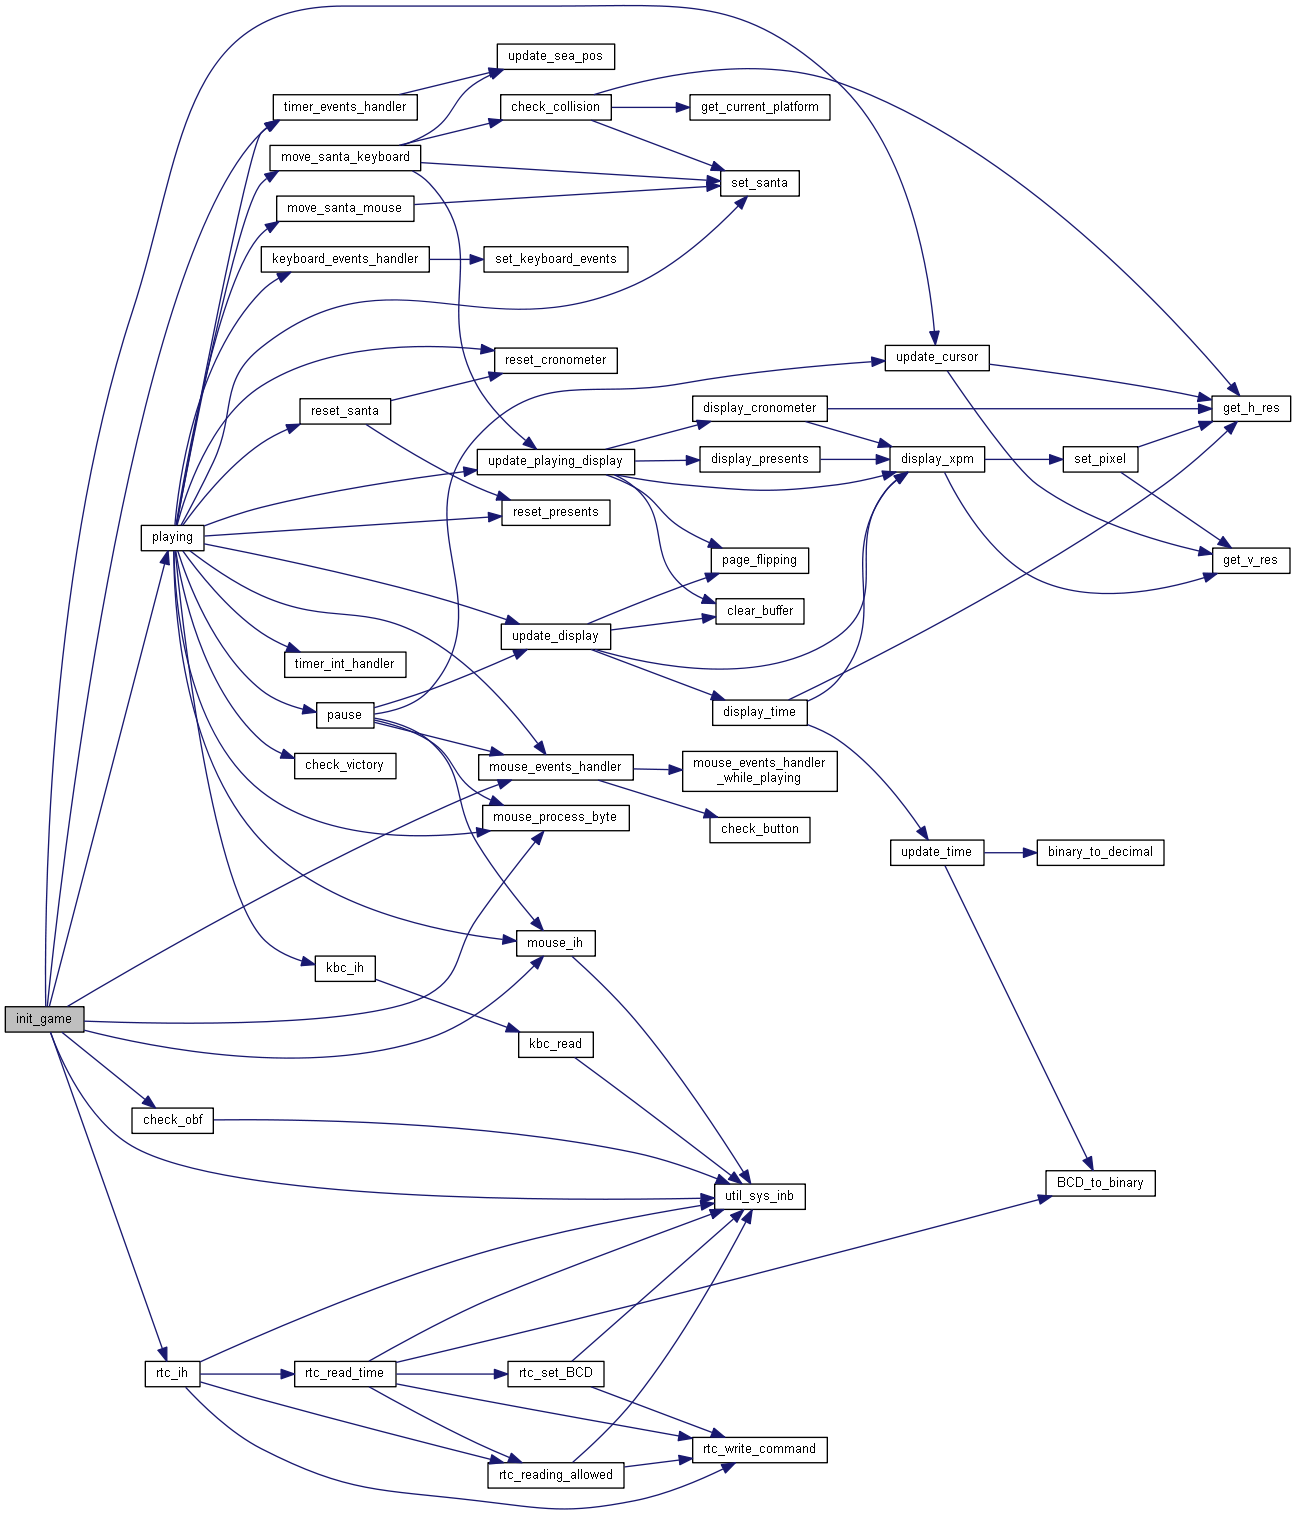 update_sea_pos
timer_events_handler
check_collision
get_current_platform
move_santa_keyboard
set_santa
move_santa_mouse
keyboard_events_handler
set_keyboard_events
reset_cronometer
update_cursor
reset_santa
display_cronometer
get_h_res
update_playing_display
display_presents
display_xpm
set_pixel
reset_presents
playing
page_flipping
get_v_res
clear_buffer
update_display
timer_int_handler
pause
display_time
check_victory
mouse_events_handler
mouse_events_handler
_while_playing
mouse_process_byte
check_button
update_time
binary_to_decimal
mouse_ih
kbc_ih
init_game
kbc_read
check_obf
BCD_to_binary
util_sys_inb
rtc_ih
rtc_read_time
rtc_set_BCD
rtc_write_command
rtc_reading_allowed